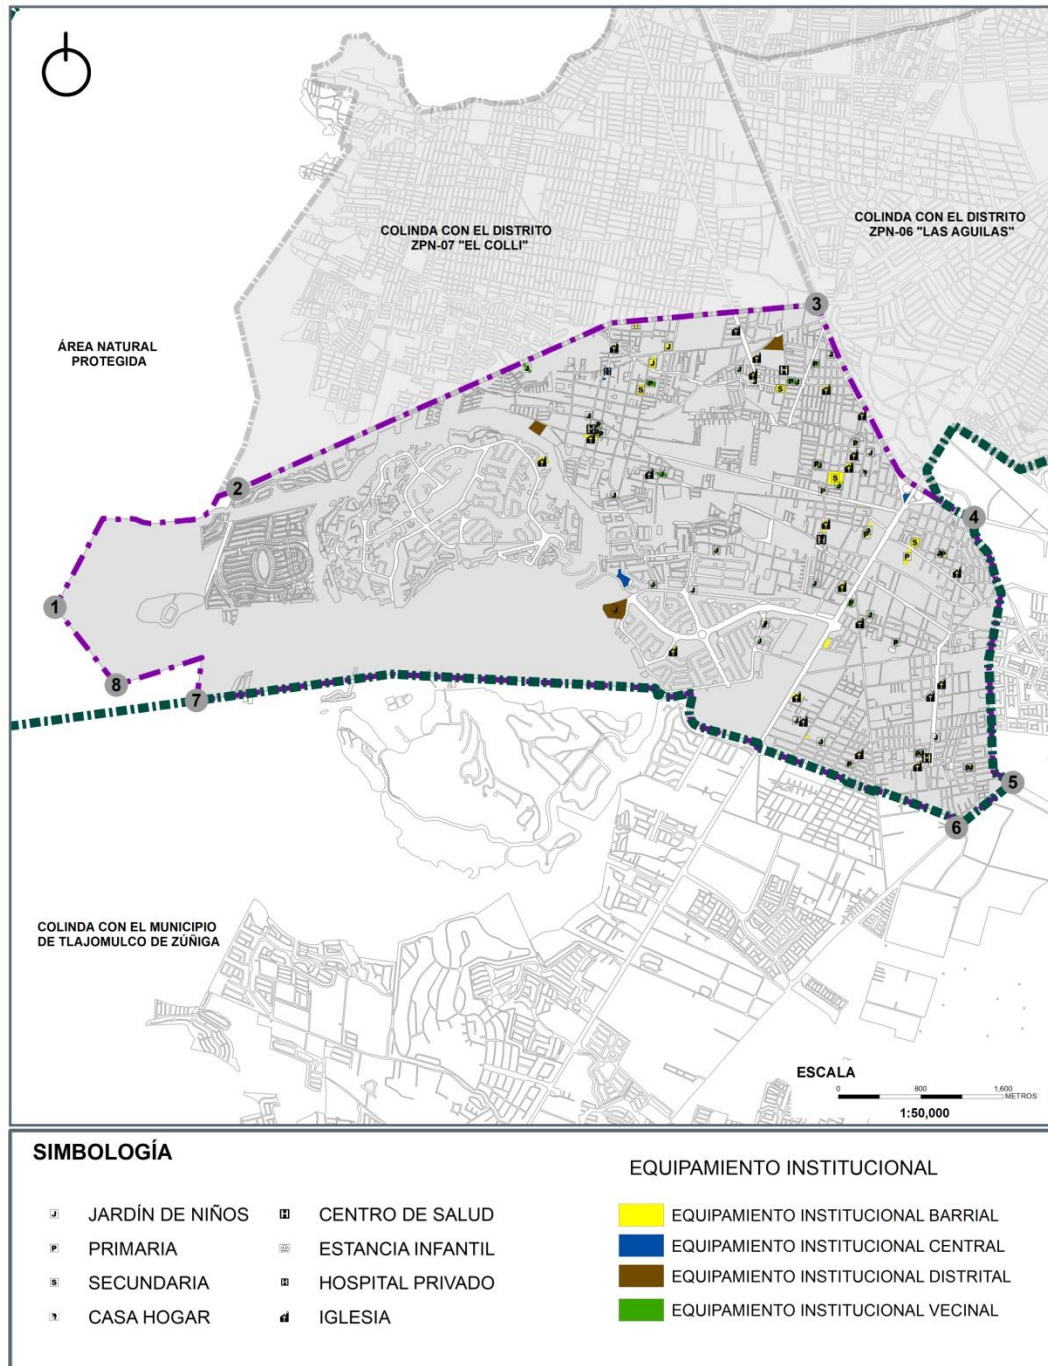 COLINDA CON EL DISTRITO
ZPN-07 "EL COLLI"
COLINDA CON EL DISTRITO
ZPN-06 "LAS AGUILAS"
ÁREA NATURAL
PROTEGIDA
3
2
4
1
8
7
5
6
COLINDA CON EL MUNICIPIO
DE TLAJOMULCO DE ZÚÑIGA
ESCALA
0 800 1,600
METROS
1:50,000
SIMBOLOGÍA
J JARDÍN DE NIÑOS
P PRIMARIA
S SECUNDARIA
CASA HOGAR
H CENTRO DE SALUD
ESTANCIA INFANTIL
H HOSPITAL PRIVADO
IGLESIA
EQUIPAMIENTO INSTITUCIONAL
EQUIPAMIENTO INSTITUCIONAL BARRIAL
EQUIPAMIENTO INSTITUCIONAL CENTRAL
EQUIPAMIENTO INSTITUCIONAL DISTRITAL
EQUIPAMIENTO INSTITUCIONAL VECINAL